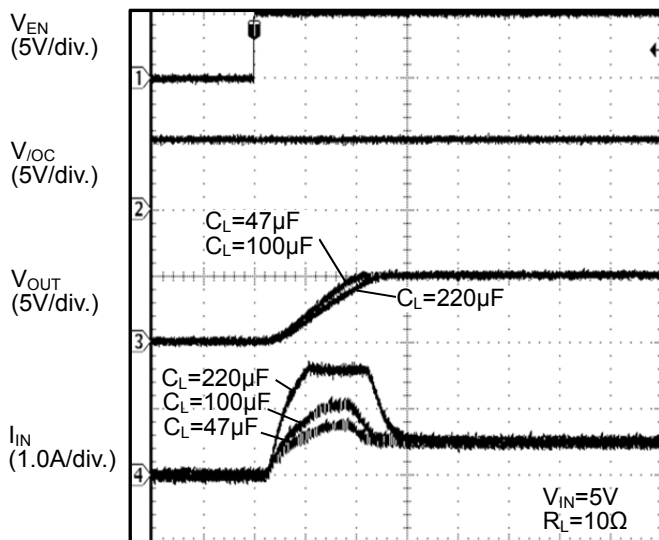 V_EN
(5V/div.)
1
V_/OC
(5V/div.)
2
C_L=47µF
C_L=100µF
V_OUT
(5V/div.)
C_L=220µF
3
C_L=220µF
C_L=100µF
C_L=47µF
I_IN
(1.0A/div.)
4
V_IN=5V
R_L=10Ω